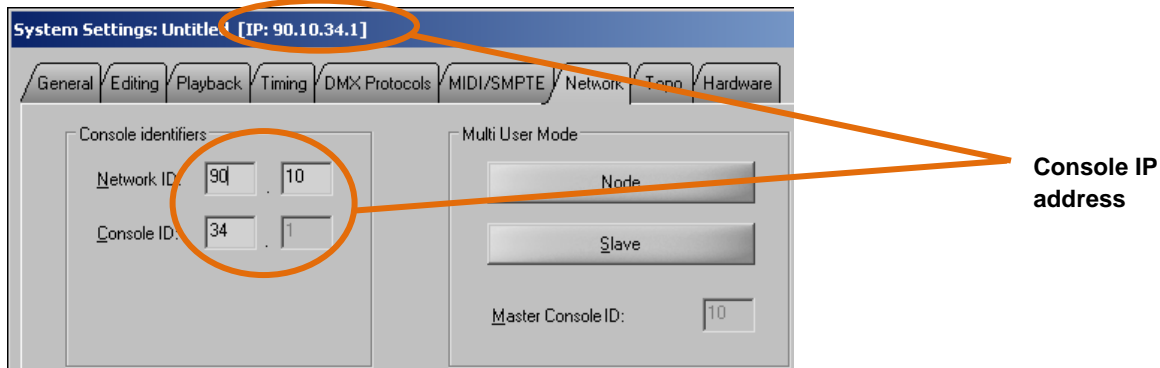 System Settings: Untitled [IP: 90.10.34.1]
General Editing Playback Timing DMX Protocols MIDI/SMPTE Network Topo Hardware
Console identifiers
Network ID: 90 . 10
Console ID: 34 . 1
Multi User Mode
Node
Slave
Master Console ID: 10
Console IP
address